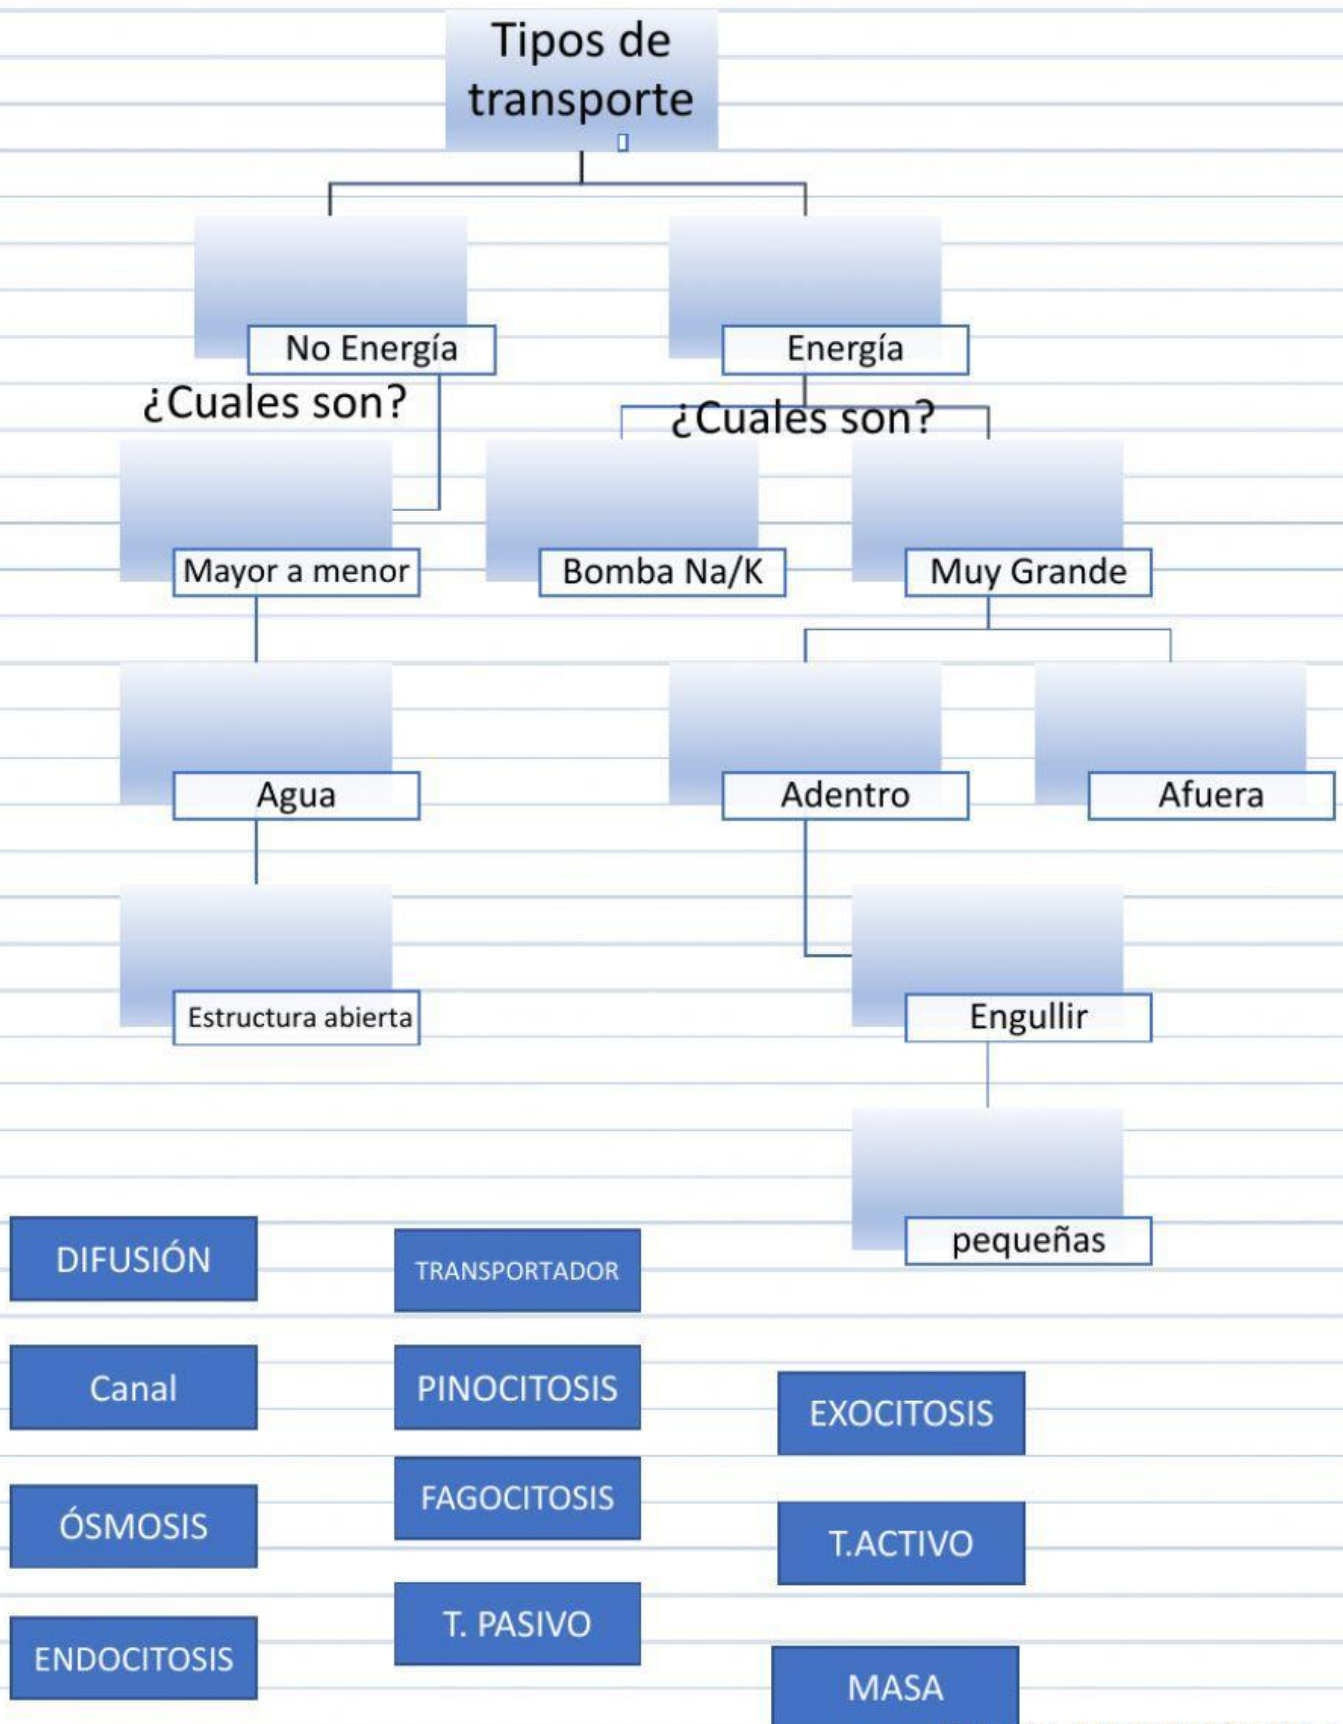 Tipos de
transporte
No Energía
Energía
¿Cuales son?
¿Cuales son?
Mayor a menor
Bomba Na/K
Muy Grande
Agua
Adentro
Afuera
Estructura abierta
Engullir
pequeñas
DIFUSIÓN
TRANSPORTADOR
Canal
PINOCITOSIS
EXOCITOSIS
ÓSMOSIS
FAGOCITOSIS
T.ACTIVO
ENDOCITOSIS
T. PASIVO
MASA